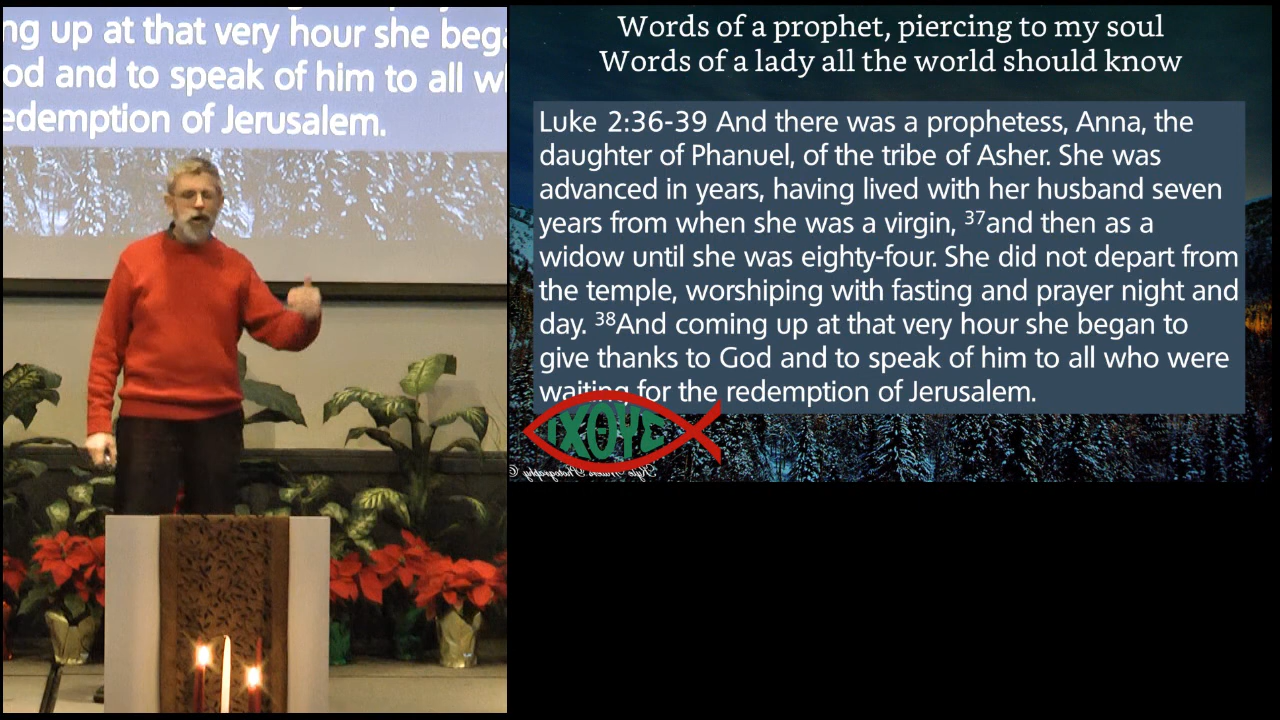 ng up at that very hour she bega
od and to speak of him to all wh
edemption of Jerusalem.
Words of a prophet, piercing to my soul
Words of a lady all the world should know
Luke 2:36-39 And there was a prophetess, Anna, the
daughter of Phanuel, of the tribe of Asher. She was
advanced in years, having lived with her husband seven
years from when she was a virgin, ³⁷and then as a
widow until she was eighty-four. She did not depart from
the temple, worshiping with fasting and prayer night and
day. ³⁸And coming up at that very hour she began to
give thanks to God and to speak of him to all who were
waiting for the redemption of Jerusalem.
ΙΧΘΥϹ
Photography ©